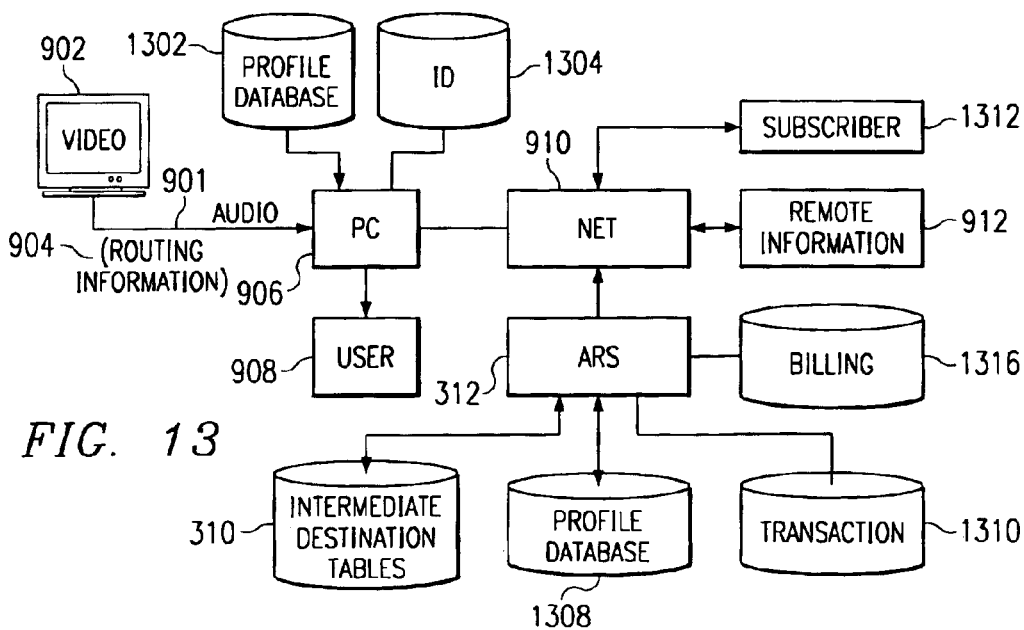 1302
902
PROFILE
DATABASE
ID
1304
VIDEO
901
AUDIO
904
(ROUTING
INFORMATION)
PC
906
910
NET
SUBSCRIBER
1312
REMOTE
INFORMATION
912
USER
908
ARS
312
BILLING
1316
FIG. 13
310
INTERMEDIATE
DESTINATION
TABLES
PROFILE
DATABASE
1308
TRANSACTION
1310